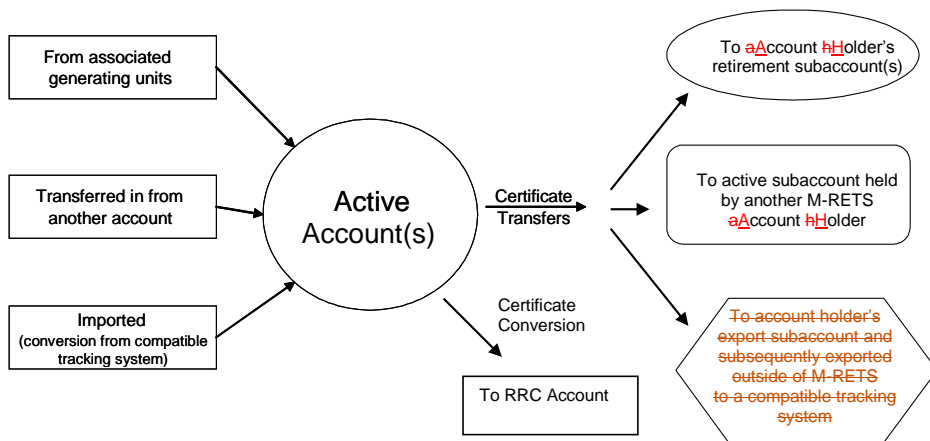 From associated
generating units
Transferred in from
another account
Imported
(conversion from compatible
tracking system)
Active
Account(s)
Certificate
Transfers
Certificate
Conversion
To RRC Account
To aAccount hHolder's
retirement subaccount(s)
To active subaccount held
by another M-RETS
aAccount hHolder
To account holder's
export subaccount and
subsequently exported
outside of M-RETS
to a compatible tracking
system